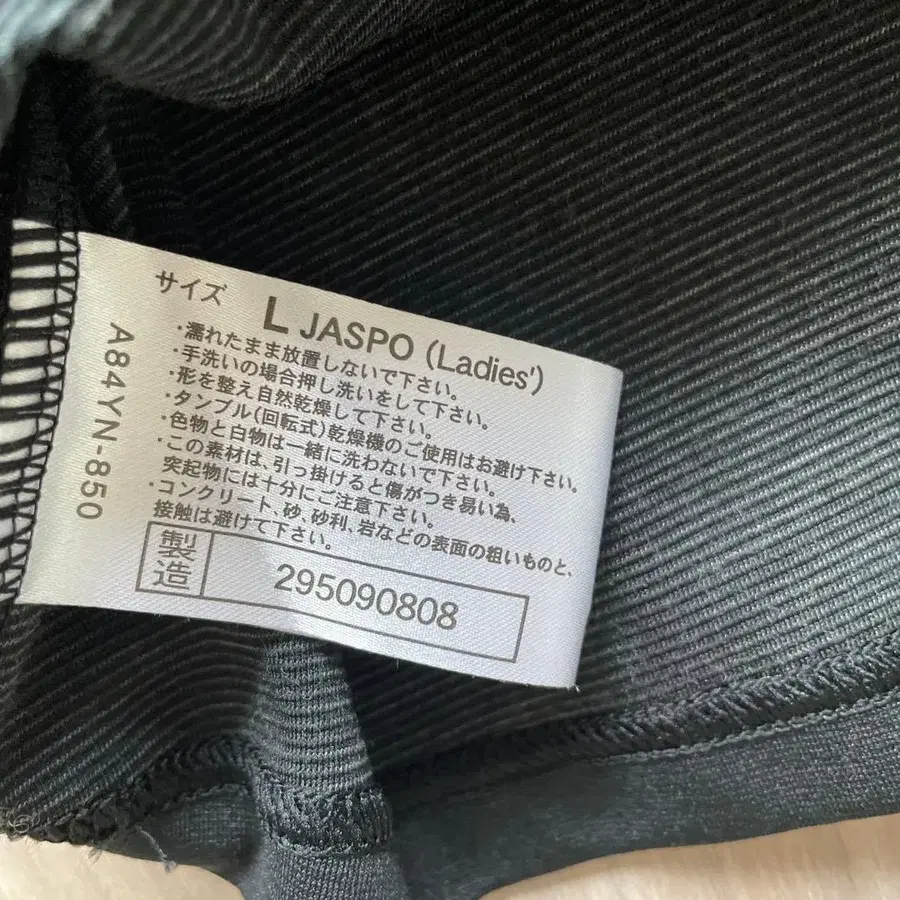 サイズ L JASPO (Ladies')
・濡れたまま放置しないで下さい。
・手洗いの場合押し洗いをして下さい。
・形を整え自然乾燥して下さい。
・タンブル(回転式)乾燥機のご使用はお避け下さい。
・色物と白物は一緒に洗わないで下さい。
・この素材は、引っ掛けると傷がつき易い為、
突起物には十分にご注意下さい。
・コンクリート、砂、砂利、岩などの表面の粗いものと、
接触は避けて下さい。
製造 295090808
A84YN-850